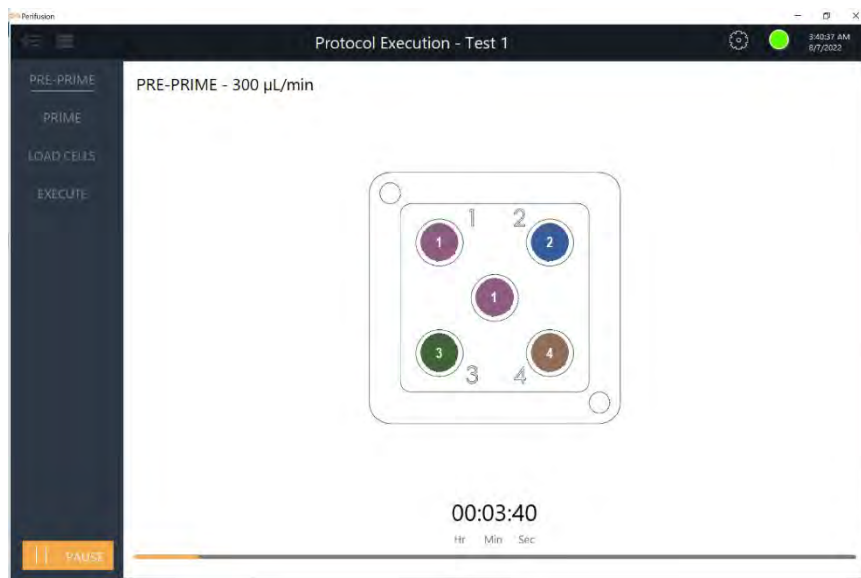 Perifusion
Protocol Execution - Test 1
3:40:37 AM
8/7/2022
PRE-PRIME
PRIME
LOAD CELLS
EXECUTE
PRE-PRIME - 300 µL/min
1 2
1 2
1
3 4
3 4
00:03:40
Hr Min Sec
PAUSE